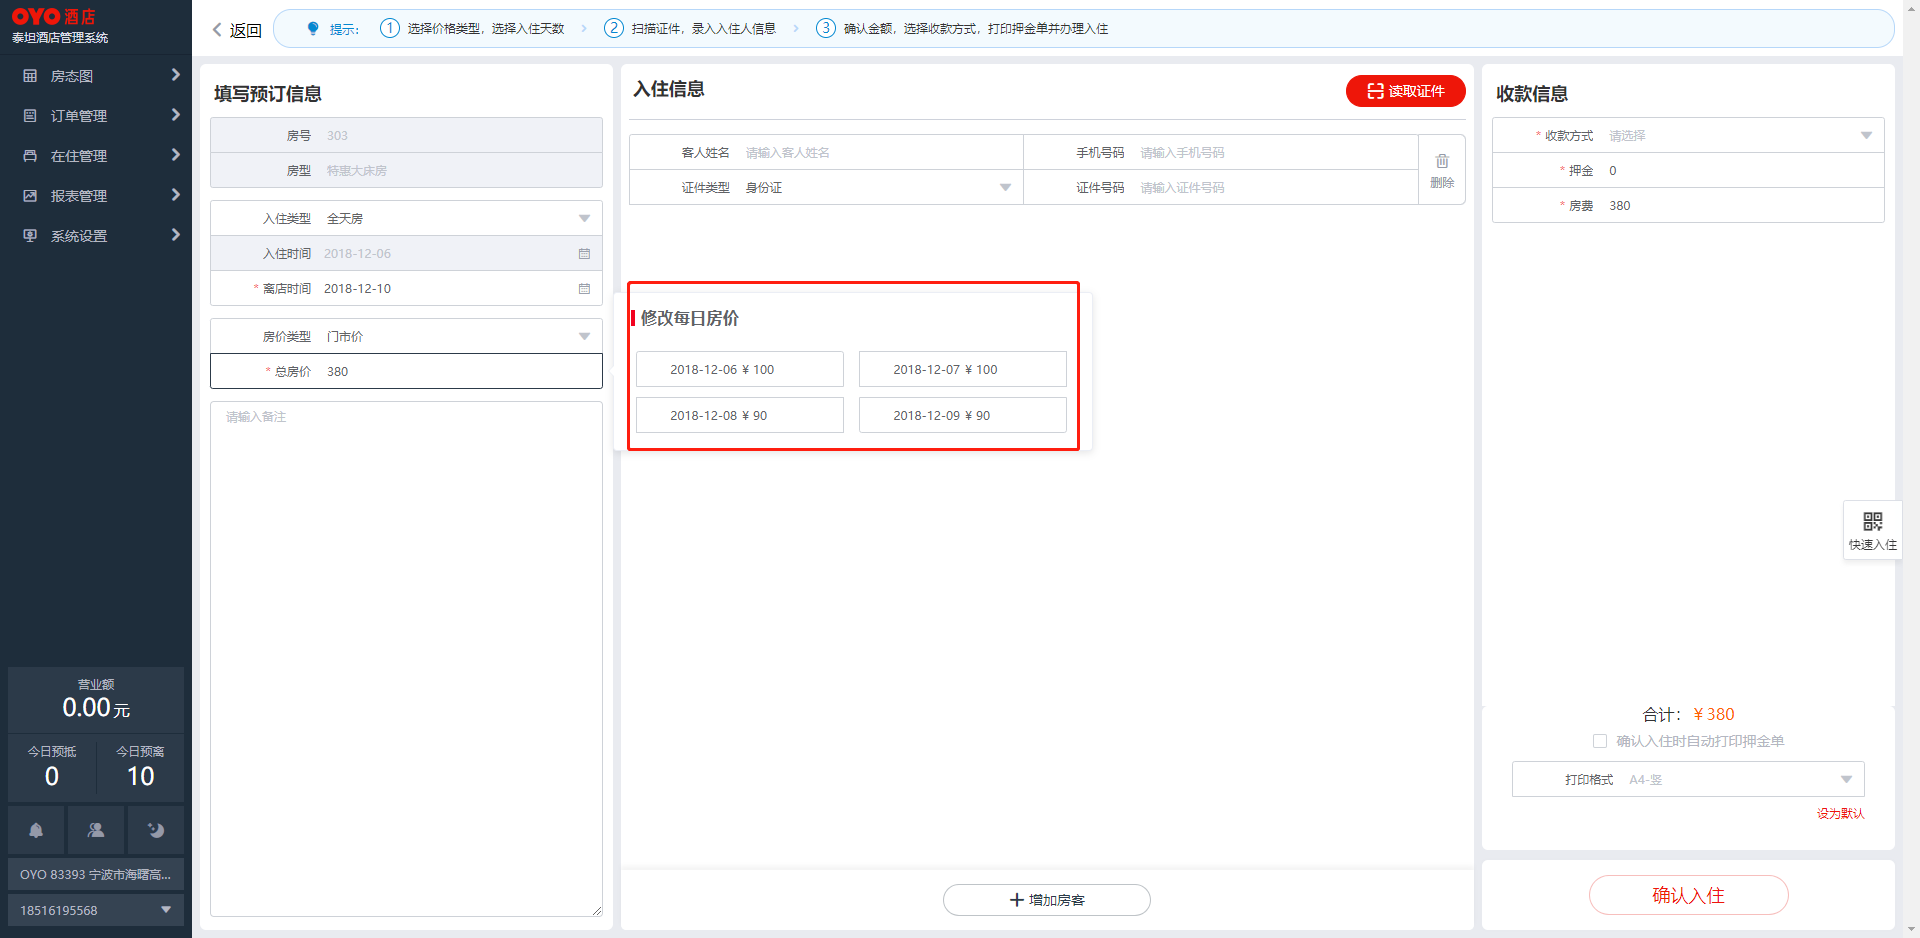 OYO 酒店
泰坦酒店管理系统
房态图
订单管理
在住管理
报表管理
系统设置
营业额
0.00 元
今日预抵
0
今日预离
10
OYO 83393 宁波市海曙高...
18516195568
返回
提示：
1 选择价格类型，选择入住天数
2 扫描证件，录入入住人信息
3 确认金额，选择收款方式，打印押金单并办理入住
填写预订信息
房号 303
房型 特惠大床房
入住类型 全天房
入住时间 2018-12-06
* 离店时间 2018-12-10
房价类型 门市价
* 总房价 380
请输入备注
入住信息
读取证件
客人姓名 请输入客人姓名
手机号码 请输入手机号码
证件类型 身份证
证件号码 请输入证件号码
删除
修改每日房价
2018-12-06 ¥ 100
2018-12-07 ¥ 100
2018-12-08 ¥ 90
2018-12-09 ¥ 90
增加房客
收款信息
* 收款方式 请选择
* 押金 0
* 房费 380
快速入住
合计： ¥ 380
确认入住时自动打印押金单
打印格式 A4-竖
设为默认
确认入住